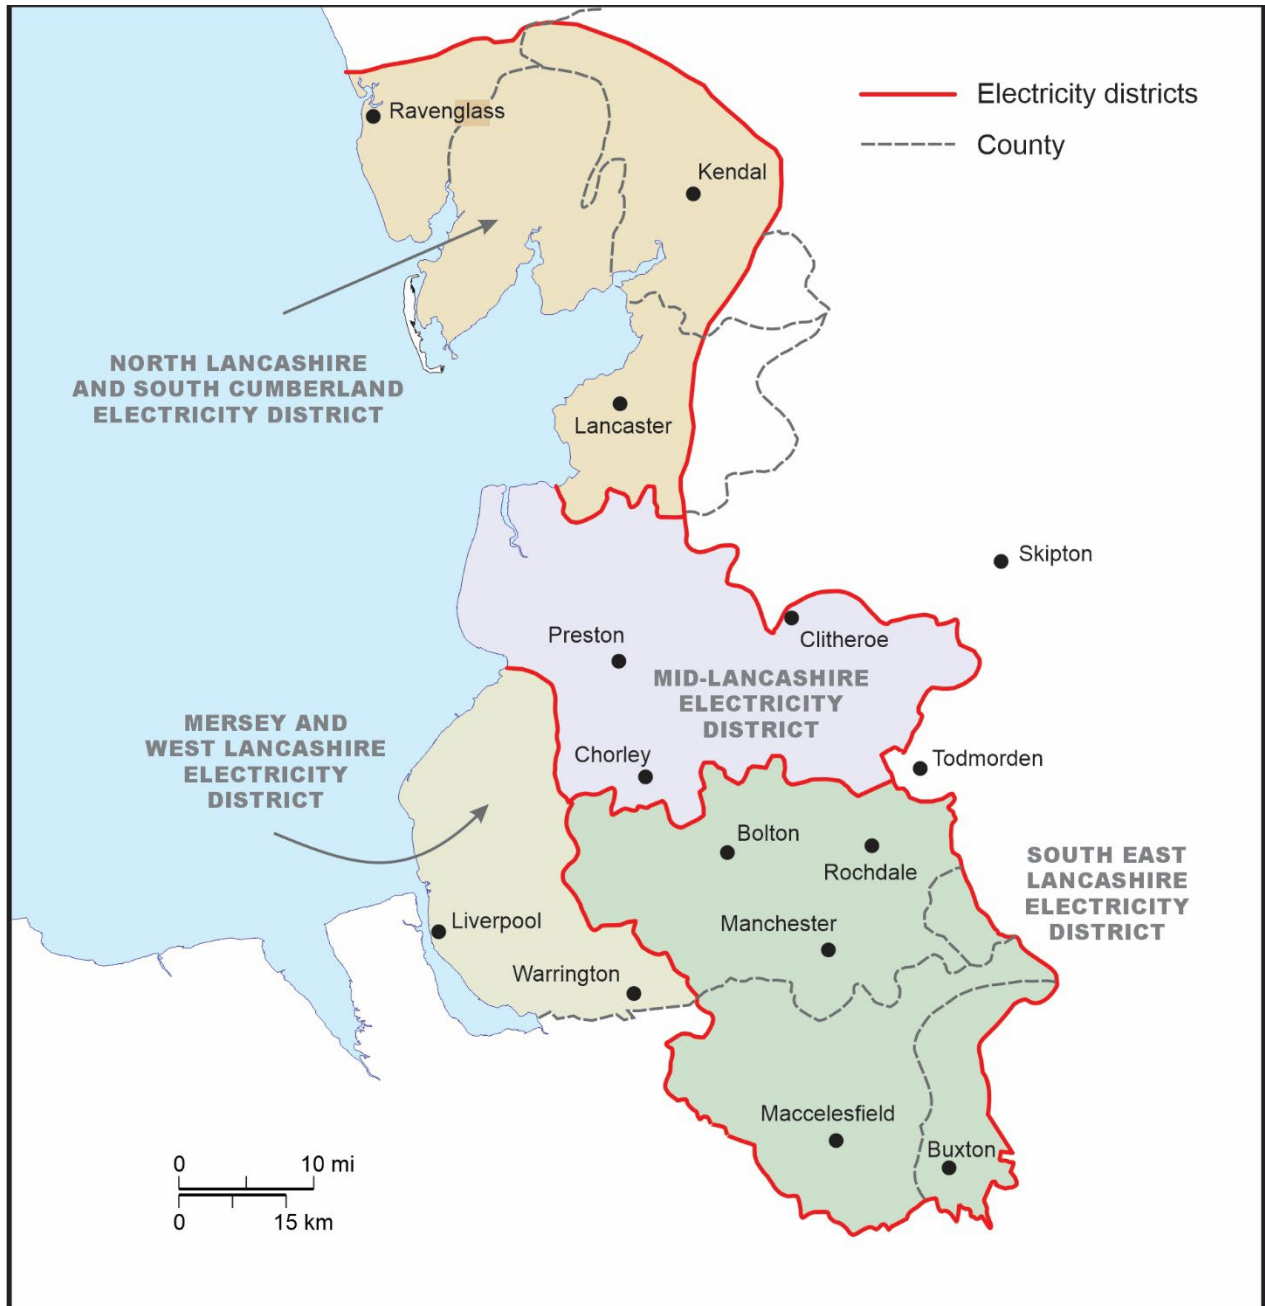 Ravenglass
Electricity districts
County
Kendal
NORTH LANCASHIRE
AND SOUTH CUMBERLAND
ELECTRICITY DISTRICT
Lancaster
Skipton
Preston
Clitheroe
MID-LANCASHIRE
ELECTRICITY
DISTRICT
MERSEY AND
WEST LANCASHIRE
ELECTRICITY
DISTRICT
Chorley
Todmorden
Bolton
Rochdale
SOUTH EAST
LANCASHIRE
ELECTRICITY
DISTRICT
Liverpool
Manchester
Warrington
Maccelesfield
Buxton
0 10 mi
0 15 km